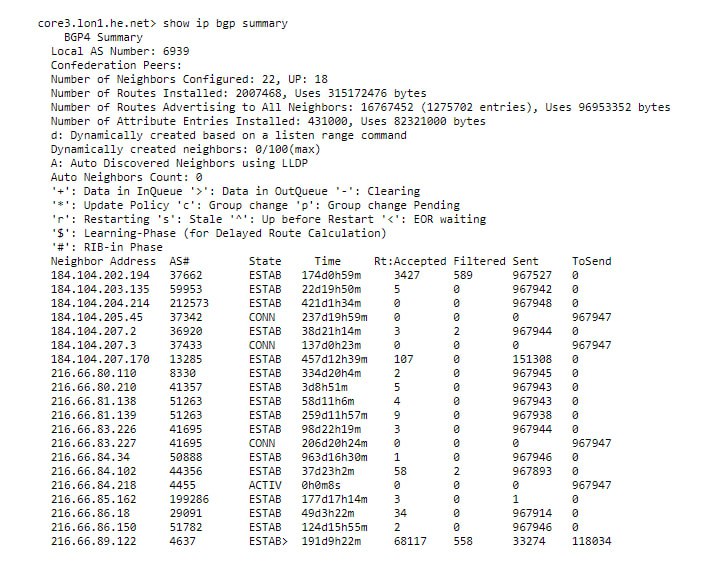 core3.lon1.he.net> show ip bgp summary
BGP4 Summary
Local AS Number: 6939
Confederation Peers:
Number of Neighbors Configured: 22, UP: 18
Number of Routes Installed: 2007468, Uses 315172476 bytes
Number of Routes Advertising to All Neighbors: 16767452 (1275702 entries), Uses 96953352 bytes
Number of Attribute Entries Installed: 431000, Uses 82321000 bytes
d: Dynamically created based on a listen range command
Dynamically created neighbors: 0/100(max)
A: Auto Discovered Neighbors using LLDP
Auto Neighbors Count: 0
'+': Data in InQueue '>': Data in OutQueue '-': Clearing
'*': Update Policy 'c': Group change 'p': Group change Pending
'r': Restarting 's': Stale '^': Up before Restart '<': EOR waiting
'$': Learning-Phase (for Delayed Route Calculation)
'#': RIB-in Phase
Neighbor Address AS# State Time Rt:Accepted Filtered Sent ToSend
184.104.202.194 37662 ESTAB 174d0h59m 3427 589 967527 0
184.104.203.135 59953 ESTAB 22d19h50m 5 0 967942 0
184.104.204.214 212573 ESTAB 421d1h34m 0 0 967948 0
184.104.205.45 37342 CONN 237d19h59m 0 0 0 967947
184.104.207.2 36920 ESTAB 38d21h14m 3 2 967944 0
184.104.207.3 37433 CONN 137d0h23m 0 0 0 967947
184.104.207.170 13285 ESTAB 457d12h39m 107 0 151308 0
216.66.80.110 8330 ESTAB 334d20h4m 2 0 967945 0
216.66.80.210 41357 ESTAB 3d8h51m 5 0 967943 0
216.66.81.138 51263 ESTAB 58d11h6m 4 0 967943 0
216.66.81.139 51263 ESTAB 259d11h57m 9 0 967938 0
216.66.83.226 41695 ESTAB 98d22h19m 3 0 967944 0
216.66.83.227 41695 CONN 206d20h24m 0 0 0 967947
216.66.84.34 50888 ESTAB 963d16h30m 1 0 967946 0
216.66.84.102 44356 ESTAB 37d23h2m 58 2 967893 0
216.66.84.218 4455 ACTIV 0h0m8s 0 0 0 967947
216.66.85.162 199286 ESTAB 177d17h14m 3 0 1 0
216.66.86.18 29091 ESTAB 49d3h22m 34 0 967914 0
216.66.86.150 51782 ESTAB 124d15h55m 2 0 967946 0
216.66.89.122 4637 ESTAB> 191d9h22m 68117 558 33274 118034